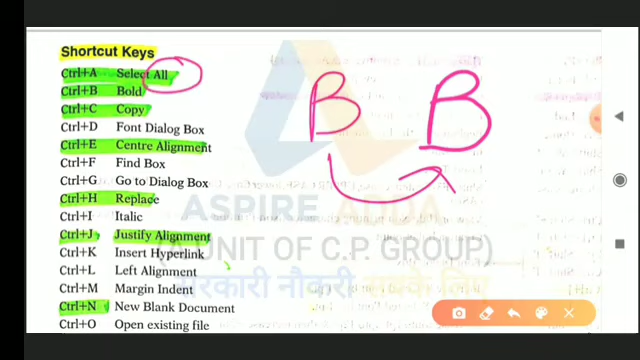 Shortcut Keys
Ctrl+A Select All
Ctrl+B Bold
Ctrl+C Copy
Ctrl+D Font Dialog Box
Ctrl+E Centre Alignment
Ctrl+F Find Box
Ctrl+G Go to Dialog Box
Ctrl+H Replace
Ctrl+I Italic
Ctrl+J Justify Alignment
Ctrl+K Insert Hyperlink
Ctrl+L Left Alignment
Ctrl+M Margin Indent
Ctrl+N New Blank Document
Ctrl+O Open existing file
B B
ASPIRE
(A UNIT OF C.P. GROUP)
सरकारी नौकरी